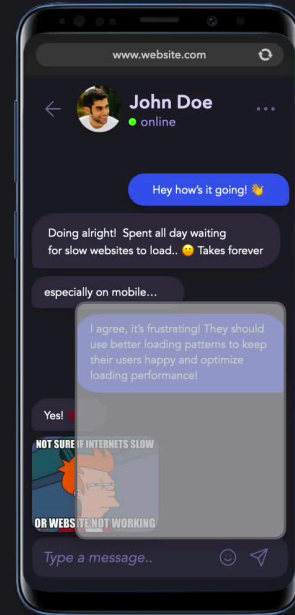 www.website.com
John Doe
online
Hey how's it going! 👋
Doing alright! Spent all day waiting
for slow websites to load.. 😬 Takes forever
especially on mobile...
I agree, it's frustrating! They should
use better loading patterns to keep
their users happy and optimize
loading performance!
Yes!
NOT SURE IF INTERNETS SLOW
OR WEBSITE NOT WORKING
Type a message..